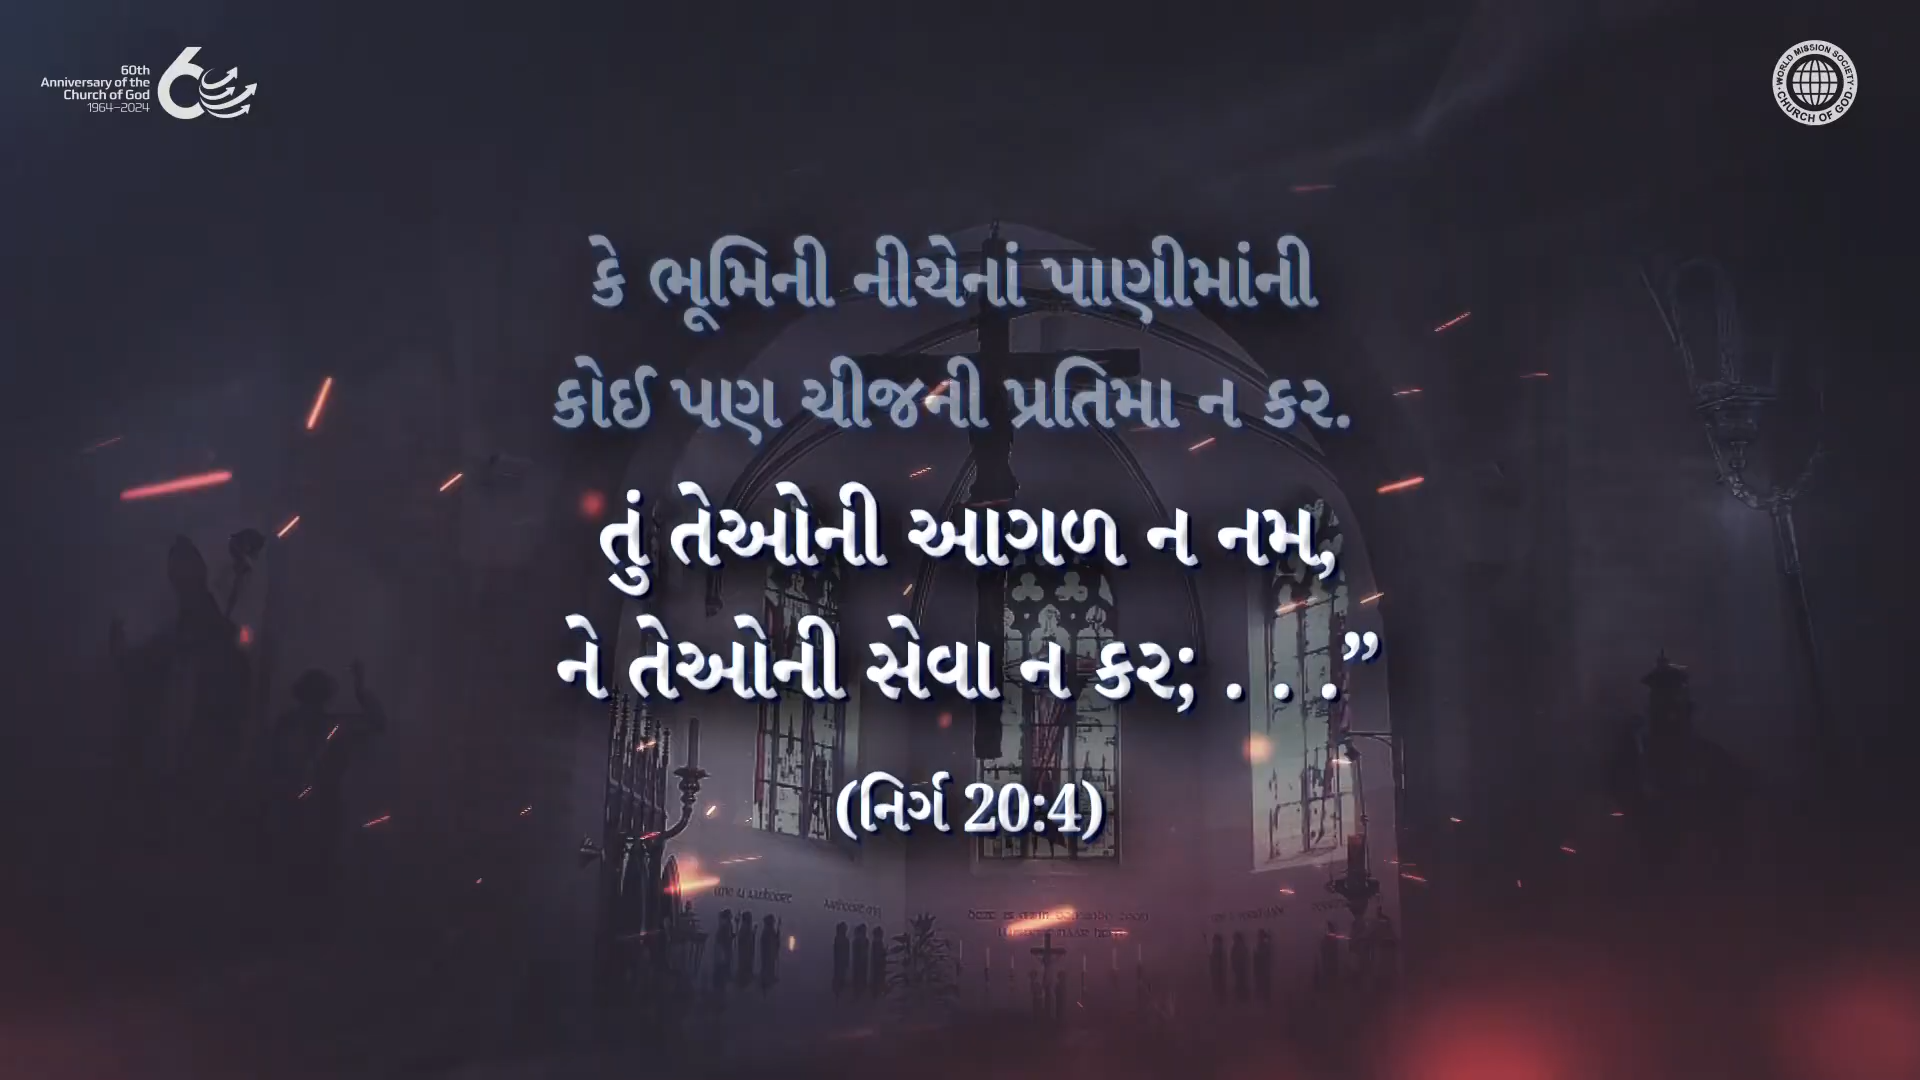 60th
Anniversary of the
Church of God
1964–2024
60
WORLD MISSION SOCIETY
CHURCH OF GOD
કે ભૂમિની નીચેનાં પાણીમાંની
કોઈ પણ ચીજની પ્રતિમા ન કર.
તું તેઓની આગળ ન નમ,
ને તેઓની સેવા ન કર; . . .”
(નિર્ગ 20:4)